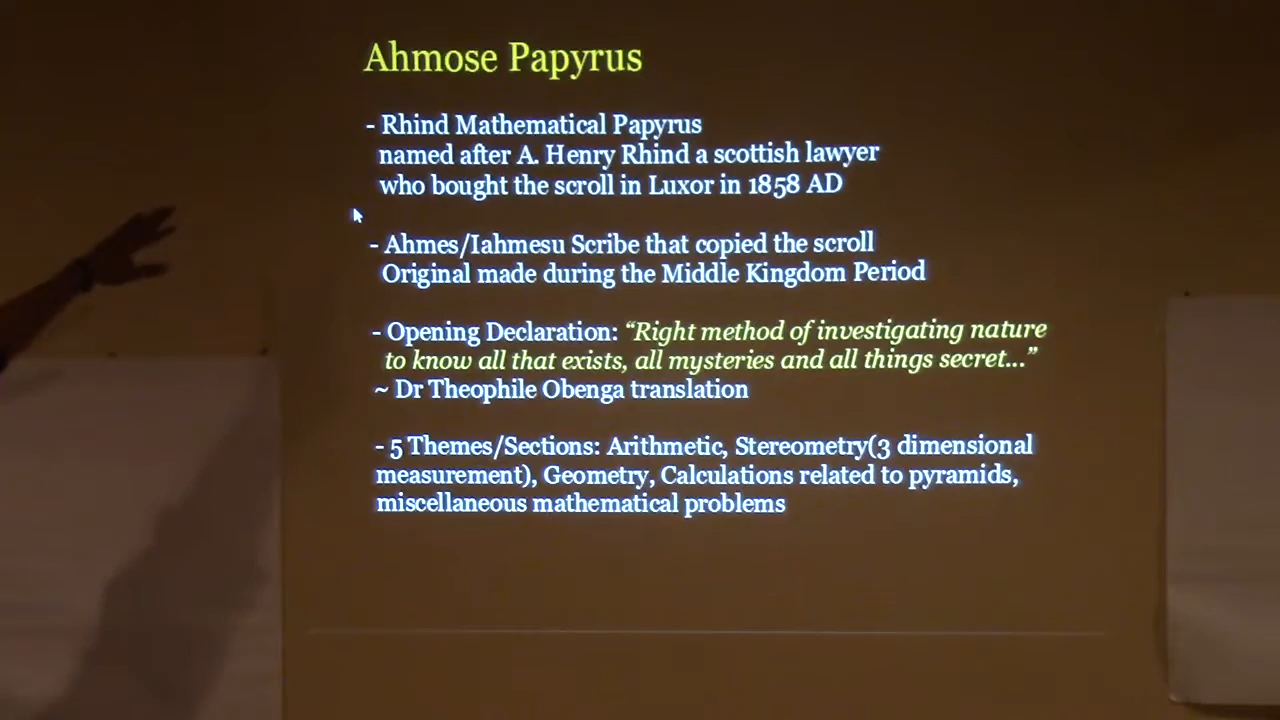 Ahmose Papyrus
- Rhind Mathematical Papyrus
named after A. Henry Rhind a scottish lawyer
who bought the scroll in Luxor in 1858 AD
- Ahmes/Iahmesu Scribe that copied the scroll
Original made during the Middle Kingdom Period
- Opening Declaration: “Right method of investigating nature
to know all that exists, all mysteries and all things secret...”
~ Dr Theophile Obenga translation
- 5 Themes/Sections: Arithmetic, Stereometry(3 dimensional
measurement), Geometry, Calculations related to pyramids,
miscellaneous mathematical problems